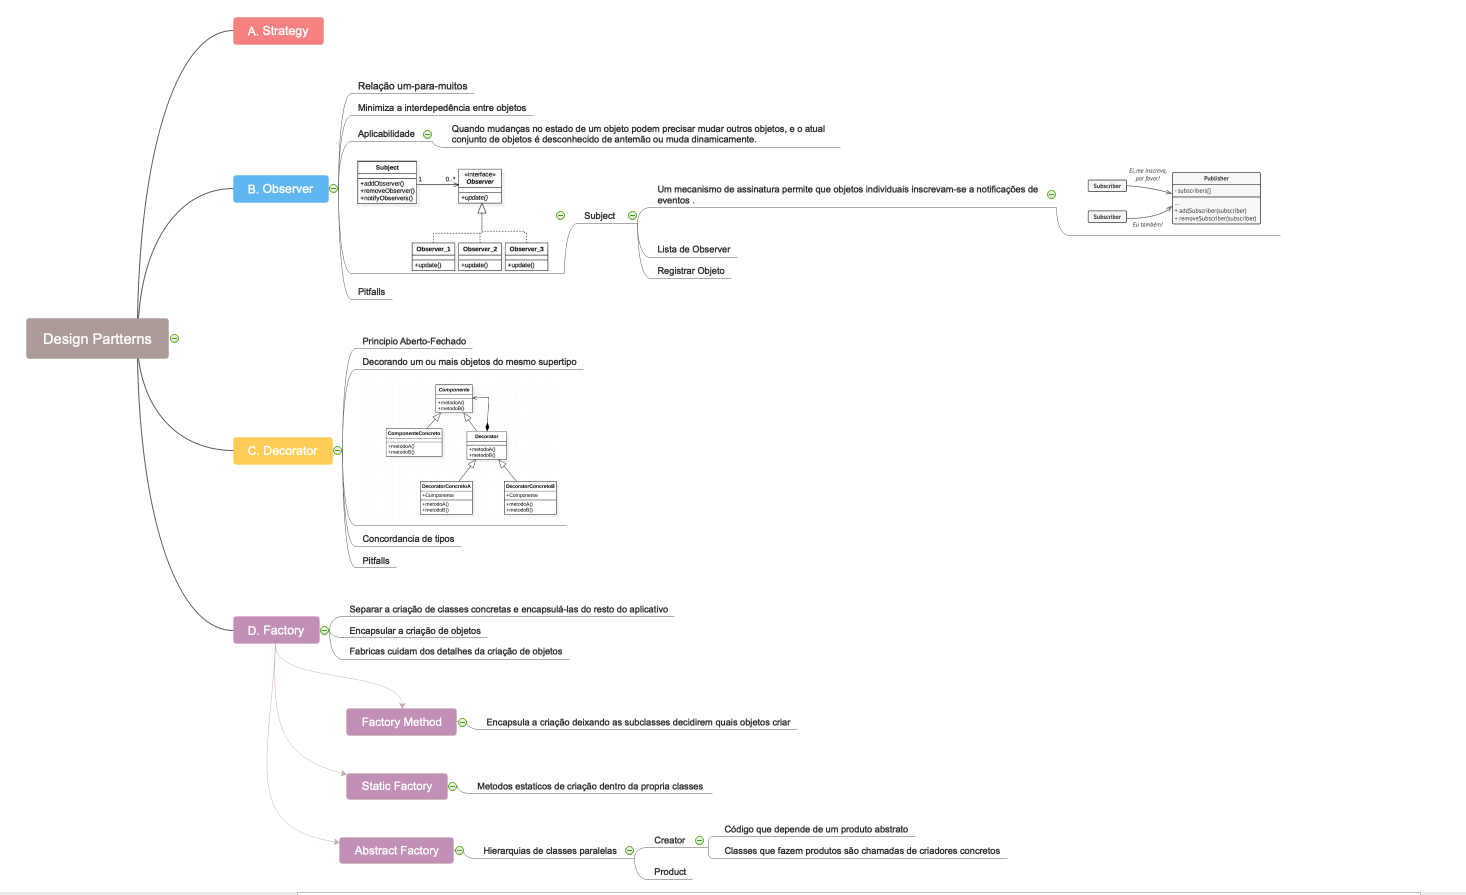 Design Partterns
A. Strategy
B. Observer
Relação um-para-muitos
Minimiza a interdepedência entre objetos
Aplicabilidade
Quando mudanças no estado de um objeto podem precisar mudar outros objetos, e o atual
conjunto de objetos é desconhecido de antemão ou muda dinamicamente.
Subject
+addObserver()
+removeObserver()
+notifyObservers()
1
0..*
«interface»
Observer
+update()
Observer_1
+update()
Observer_2
+update()
Observer_3
+update()
Subject
Um mecanismo de assinatura permite que objetos individuais inscrevam-se a notificações de
eventos .
Ei, me inscreva,
por favor!
Subscriber
Subscriber
Eu também!
Publisher
- subscribers[]
...
+ addSubscriber(subscriber)
+ removeSubscriber(subscriber)
Lista de Observer
Registrar Objeto
Pitfalls
C. Decorator
Principio Aberto-Fechado
Decorando um ou mais objetos do mesmo supertipo
Componente
+metodoA()
+metodoB()
ComponenteConcreto
+metodoA()
+metodoB()
Decorator
+metodoA()
+metodoB()
DecoratorConcretoA
+Componente
+metodoA()
+metodoB()
DecoratorConcretoB
+Componente
+metodoA()
+metodoB()
Concordancia de tipos
Pitfalls
D. Factory
Separar a criação de classes concretas e encapsulá-las do resto do aplicativo
Encapsular a criação de objetos
Fabricas cuidam dos detalhes da criação de objetos
Factory Method
Encapsula a criação deixando as subclasses decidirem quais objetos criar
Static Factory
Metodos estaticos de criação dentro da propria classes
Abstract Factory
Hierarquias de classes paralelas
Creator
Código que depende de um produto abstrato
Classes que fazem produtos são chamadas de criadores concretos
Product